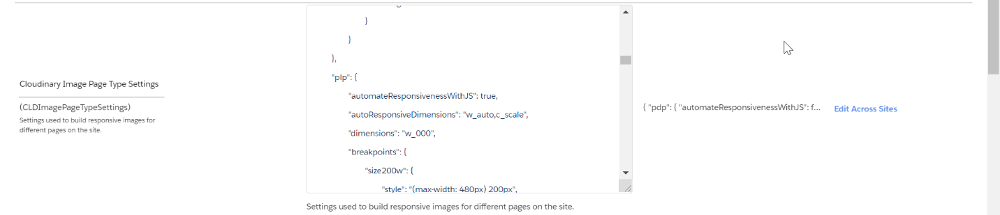 }
}
},
"plp": {
Cloudinary Image Page Type Settings
"automateResponsivenessWithJS": true,
(CLDImagePageTypeSettings)
{ "pdp": { "automateResponsivenessWithJS": f...
Edit Across Sites
"autoResponsiveDimensions": "w_auto,c_scale",
Settings used to build responsive images for
different pages on the site.
"dimensions": "w_000",
"breakpoints": {
"size200w": {
"style": "(max-width: 480px) 200px",
Settings used to build responsive images for different pages on the site.